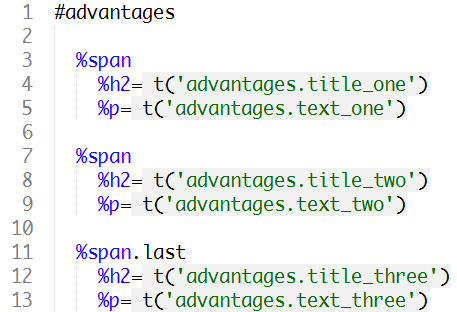 1 #advantages
2
3   %span
4     %h2= t('advantages.title_one')
5     %p= t('advantages.text_one')
6
7   %span
8     %h2= t('advantages.title_two')
9     %p= t('advantages.text_two')
10
11   %span.last
12     %h2= t('advantages.title_three')
13     %p= t('advantages.text_three')